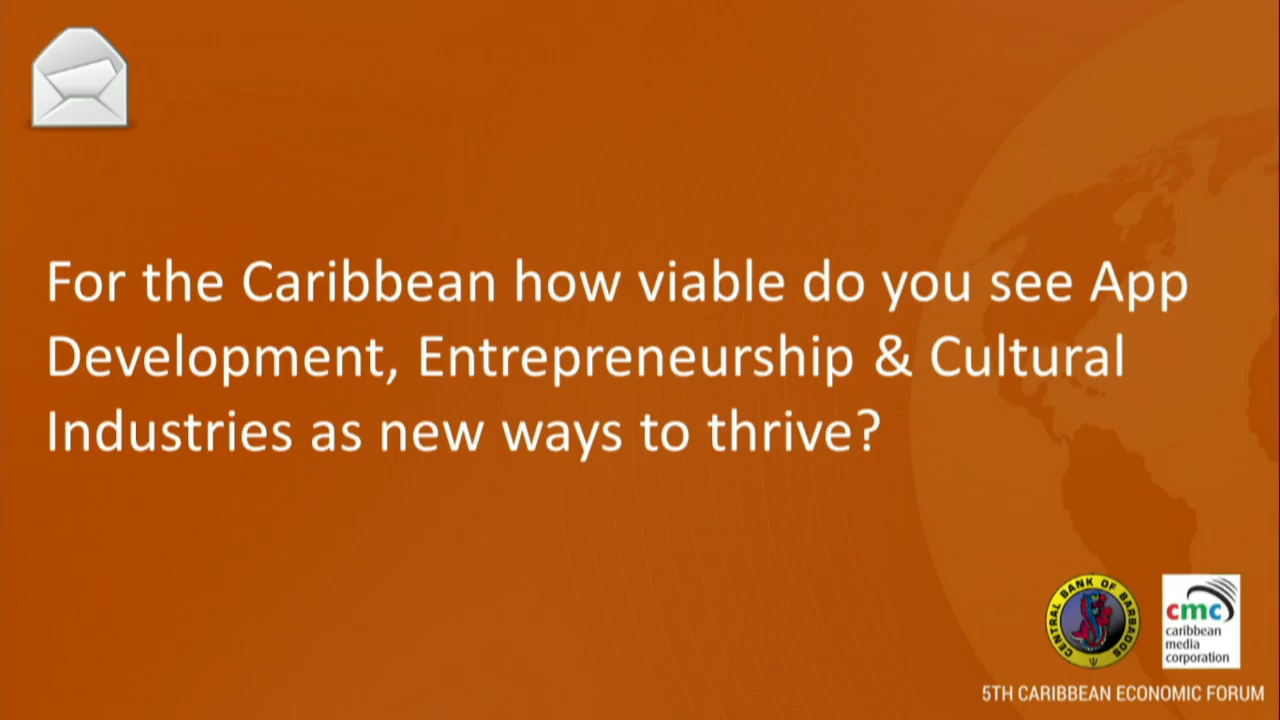 For the Caribbean how viable do you see App
Development, Entrepreneurship & Cultural
Industries as new ways to thrive?
CENTRAL BANK OF BARBADOS
cmc
caribbean
media
corporation
5TH CARIBBEAN ECONOMIC FORUM